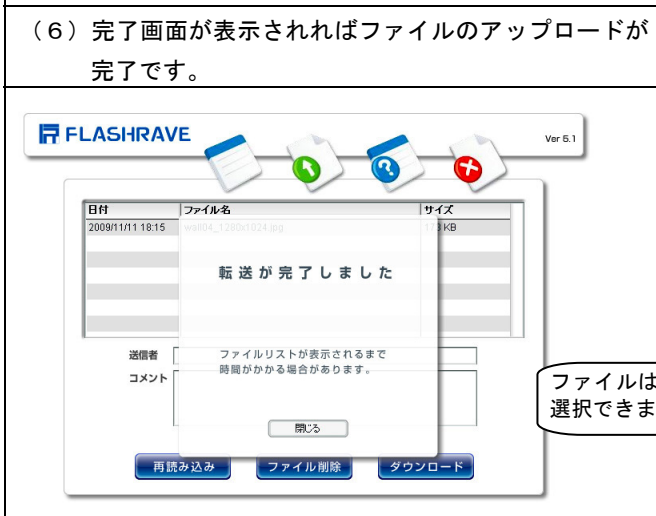 （６）完了画面が表示されればファイルのアップロードが
完了です。
FLASHRAVE
Ver 5.1
日付 ファイル名 サイズ
2009/11/11 18:15 wall04_1280x1024.jpg 173 KB
転送が完了しました
ファイルリストが表示されるまで
時間がかかる場合があります。
送信者
コメント
閉じる
ファイルは
選択できま
再読み込み ファイル削除 ダウンロード